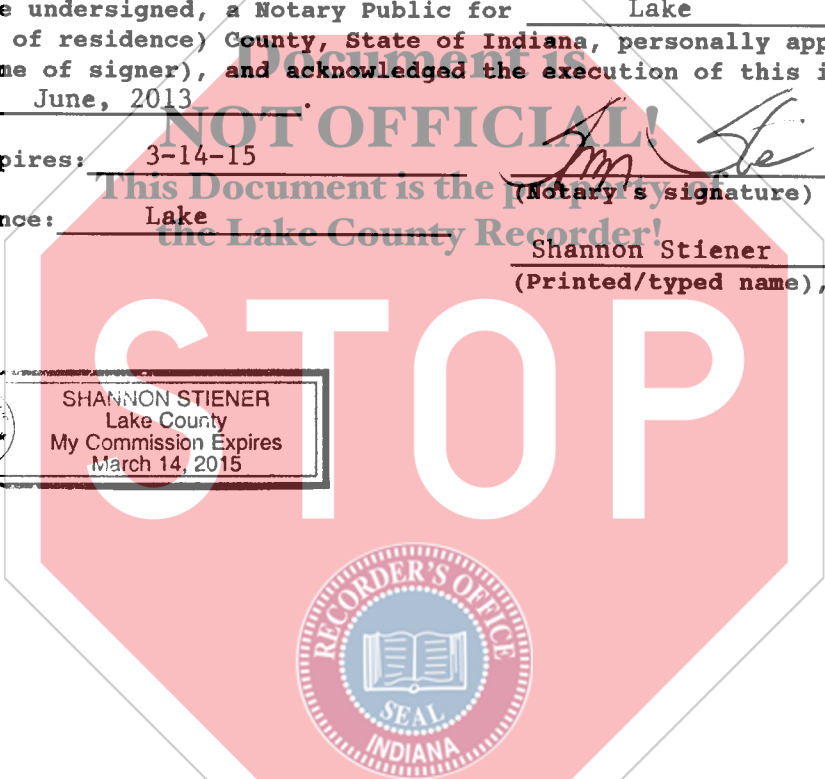 e undersigned, a Notary Public for Lake
of residence) County, State of Indiana, personally app
me of signer), and acknowledged the execution of this i
Document is
June, 2013.
NOT OFFICIAL!
pires: 3-14-15
This Document is the property of
(Notary's signature)
nce: Lake
the Lake County Recorder!
Shannon Stiener
(Printed/typed name),
STOP
SHANNON STIENER
Lake County
My Commission Expires
March 14, 2015
RECORDER'S OFFICE
SEAL
INDIANA